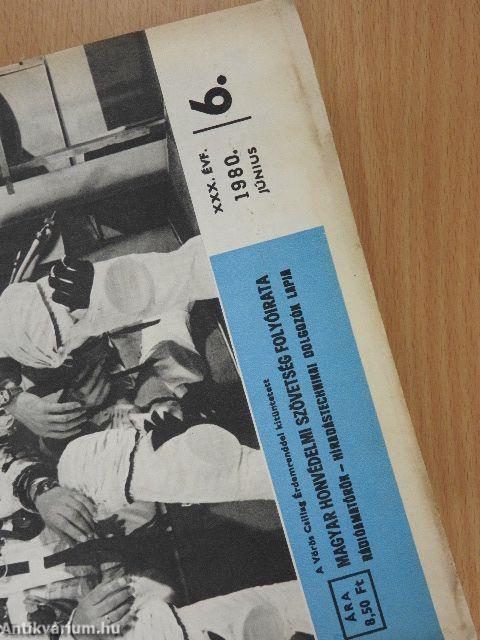 XXX. ÉVF.
1980.
JÚNIUS
6.
A Vörös Csillag Érdemrenddel kitüntetett
MAGYAR HONVÉDELMI SZÖVETSÉG FOLYÓIRATA
RÁDIÓAMATŐRÖK – HÍRADÁSTECHNIKAI DOLGOZÓK LAPJA
ÁRA
8,50 Ft
Antikvárium.hu